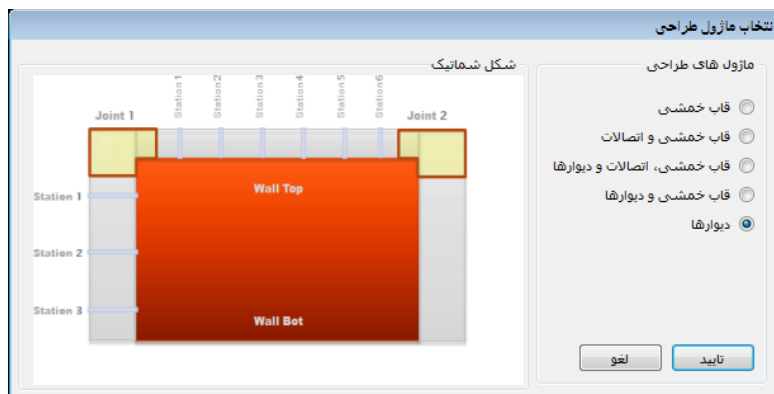 نتخاب ماژول طراحی
ماژول های طراحی
قاب خمشی
قاب خمشی و اتصالات
قاب خمشی، اتصالات و دیوارها
قاب خمشی و دیوارها
دیوارها
تایید
لغو
شکل شماتیک
Station 1
Station 2
Station 3
Station 4
Station 5
Station 6
Joint 1
Joint 2
Wall Top
Station 1
Station 2
Station 3
Wall Bot